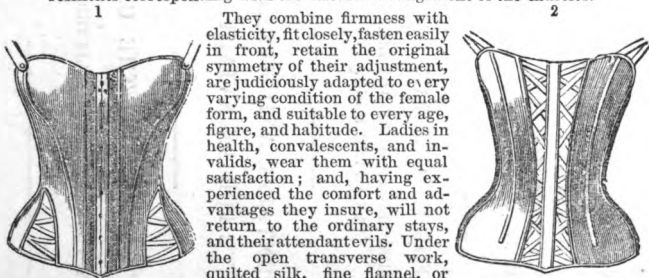 1
2
They combine firmness with
elasticity, fit closely, fasten easily
in front, retain the original
symmetry of their adjustment,
are judiciously adapted to every
varying condition of the female
form, and suitable to every age,
figure, and habitude. Ladies in
health, convalescents, and in-
valids, wear them with equal
satisfaction; and, having ex-
perienced the comfort and ad-
vantages they insure, will not
return to the ordinary stays,
and their attendant evils. Under
the open transverse work,
quilted silk, fine flannel, or